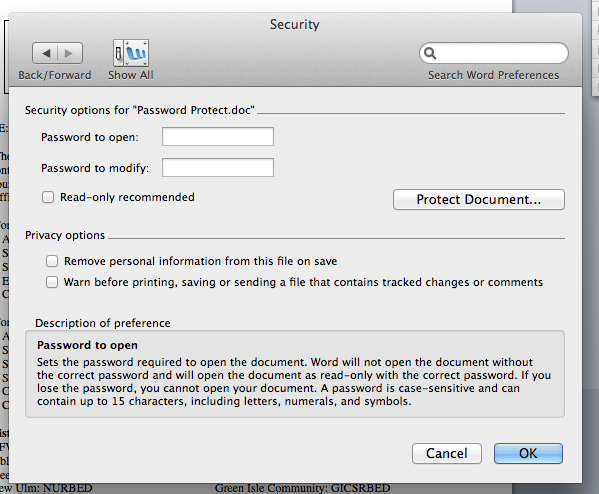 Security
Back/Forward
Show All
Search Word Preferences
Security options for "Password Protect.doc"
Password to open:
Password to modify:
Read-only recommended
Protect Document...
Privacy options
Remove personal information from this file on save
Warn before printing, saving or sending a file that contains tracked changes or comments
Description of preference
Password to open
Sets the password required to open the document. Word will not open the document without
the correct password and will open the document as read-only with the correct password. If you
lose the password, you cannot open your document. A password is case-sensitive and can
contain up to 15 characters, including letters, numerals, and symbols.
Cancel
OK
Ulm: NURBED
Green Isle Community: GICSRBED